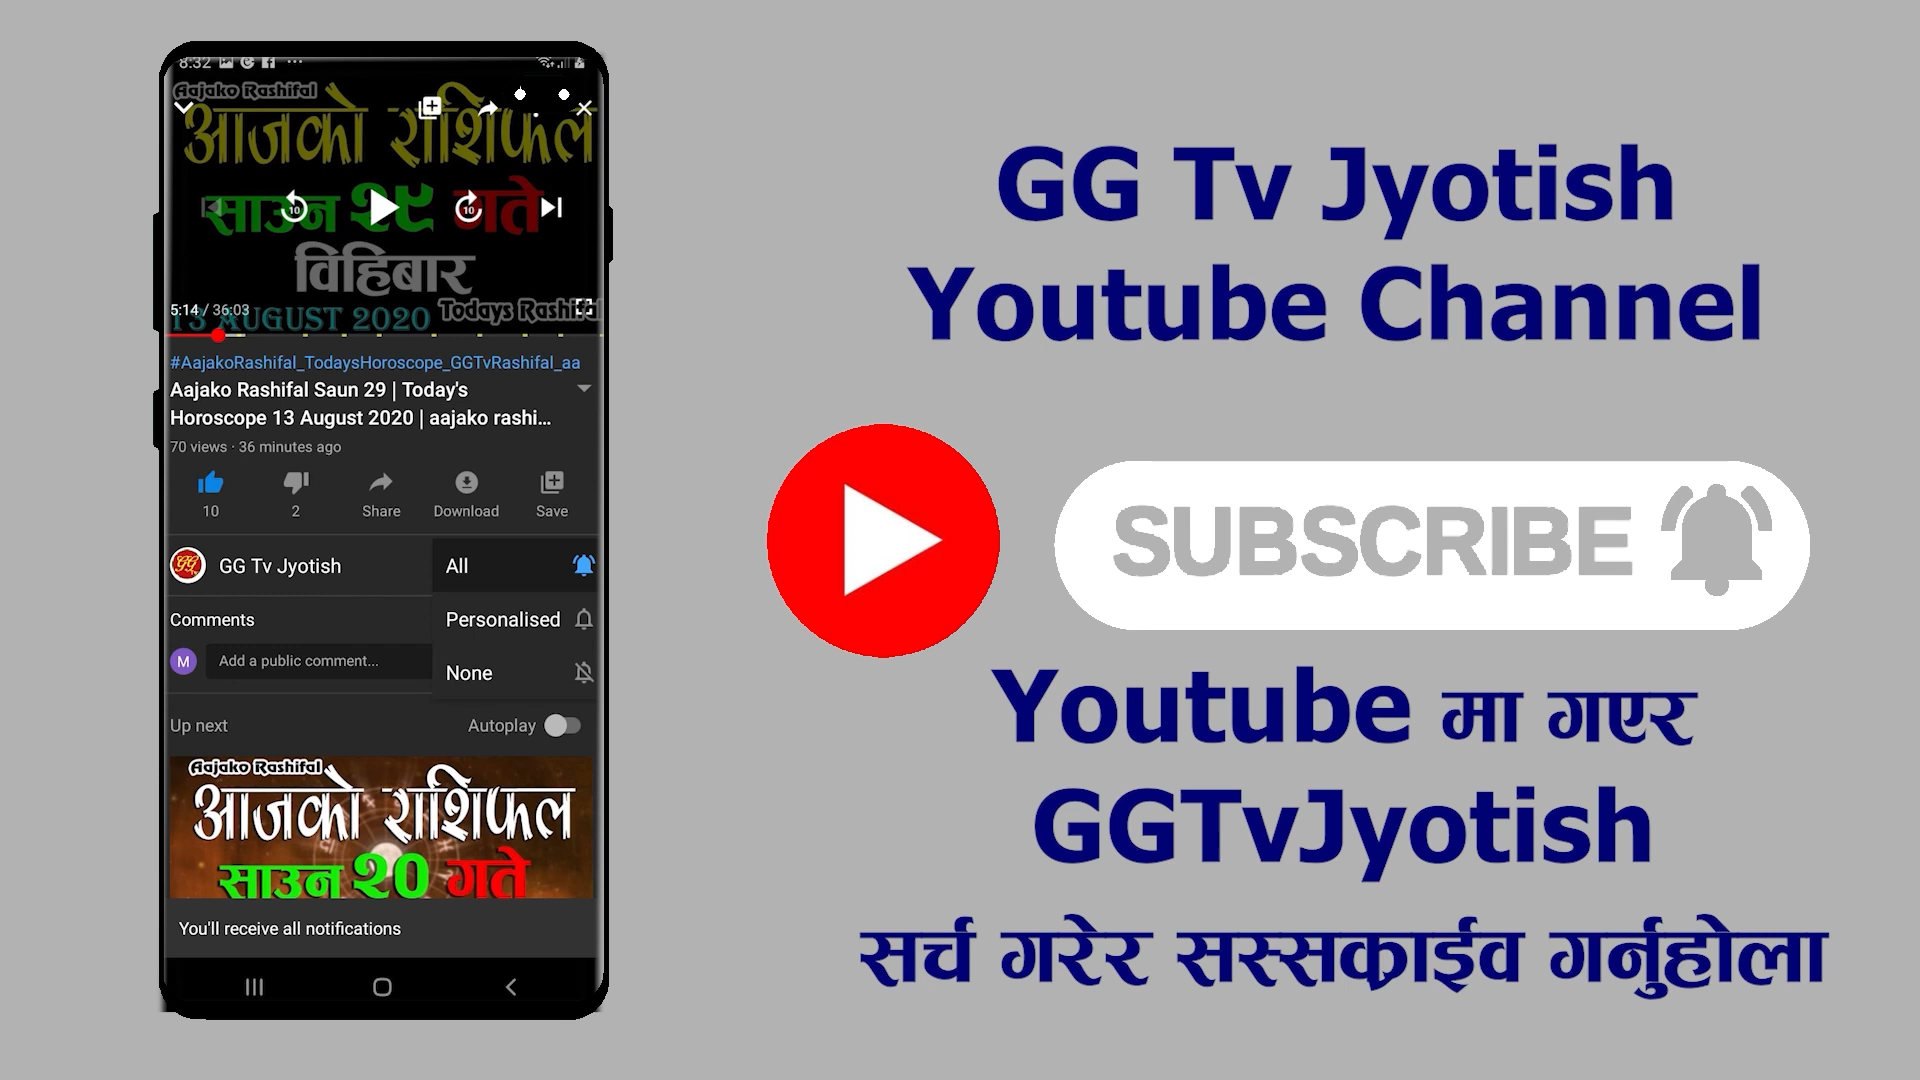 8:32
Aajako Rashifal
आजको राशिफल
साउन २९ गते
10
10
विहिबार
5:14 / 36:03
13 AUGUST 2020
Todays Rashifal
#AajakoRashifal_TodaysHoroscope_GGTvRashifal_aa
Aajako Rashifal Saun 29 | Today's
Horoscope 13 August 2020 | aajako rashi...
70 views · 36 minutes ago
10
2
Share
Download
Save
GG Tv Jyotish
All
Comments
Personalised
M
Add a public comment...
None
Up next
Autoplay
Aajako Rashifal
आजको राशिफल
साउन २० गते
You'll receive all notifications
GG Tv Jyotish
Youtube Channel
SUBSCRIBE
Youtube मा गएर
GGTvJyotish
सर्च गरेर सस्सक्राईव गर्नुहोला